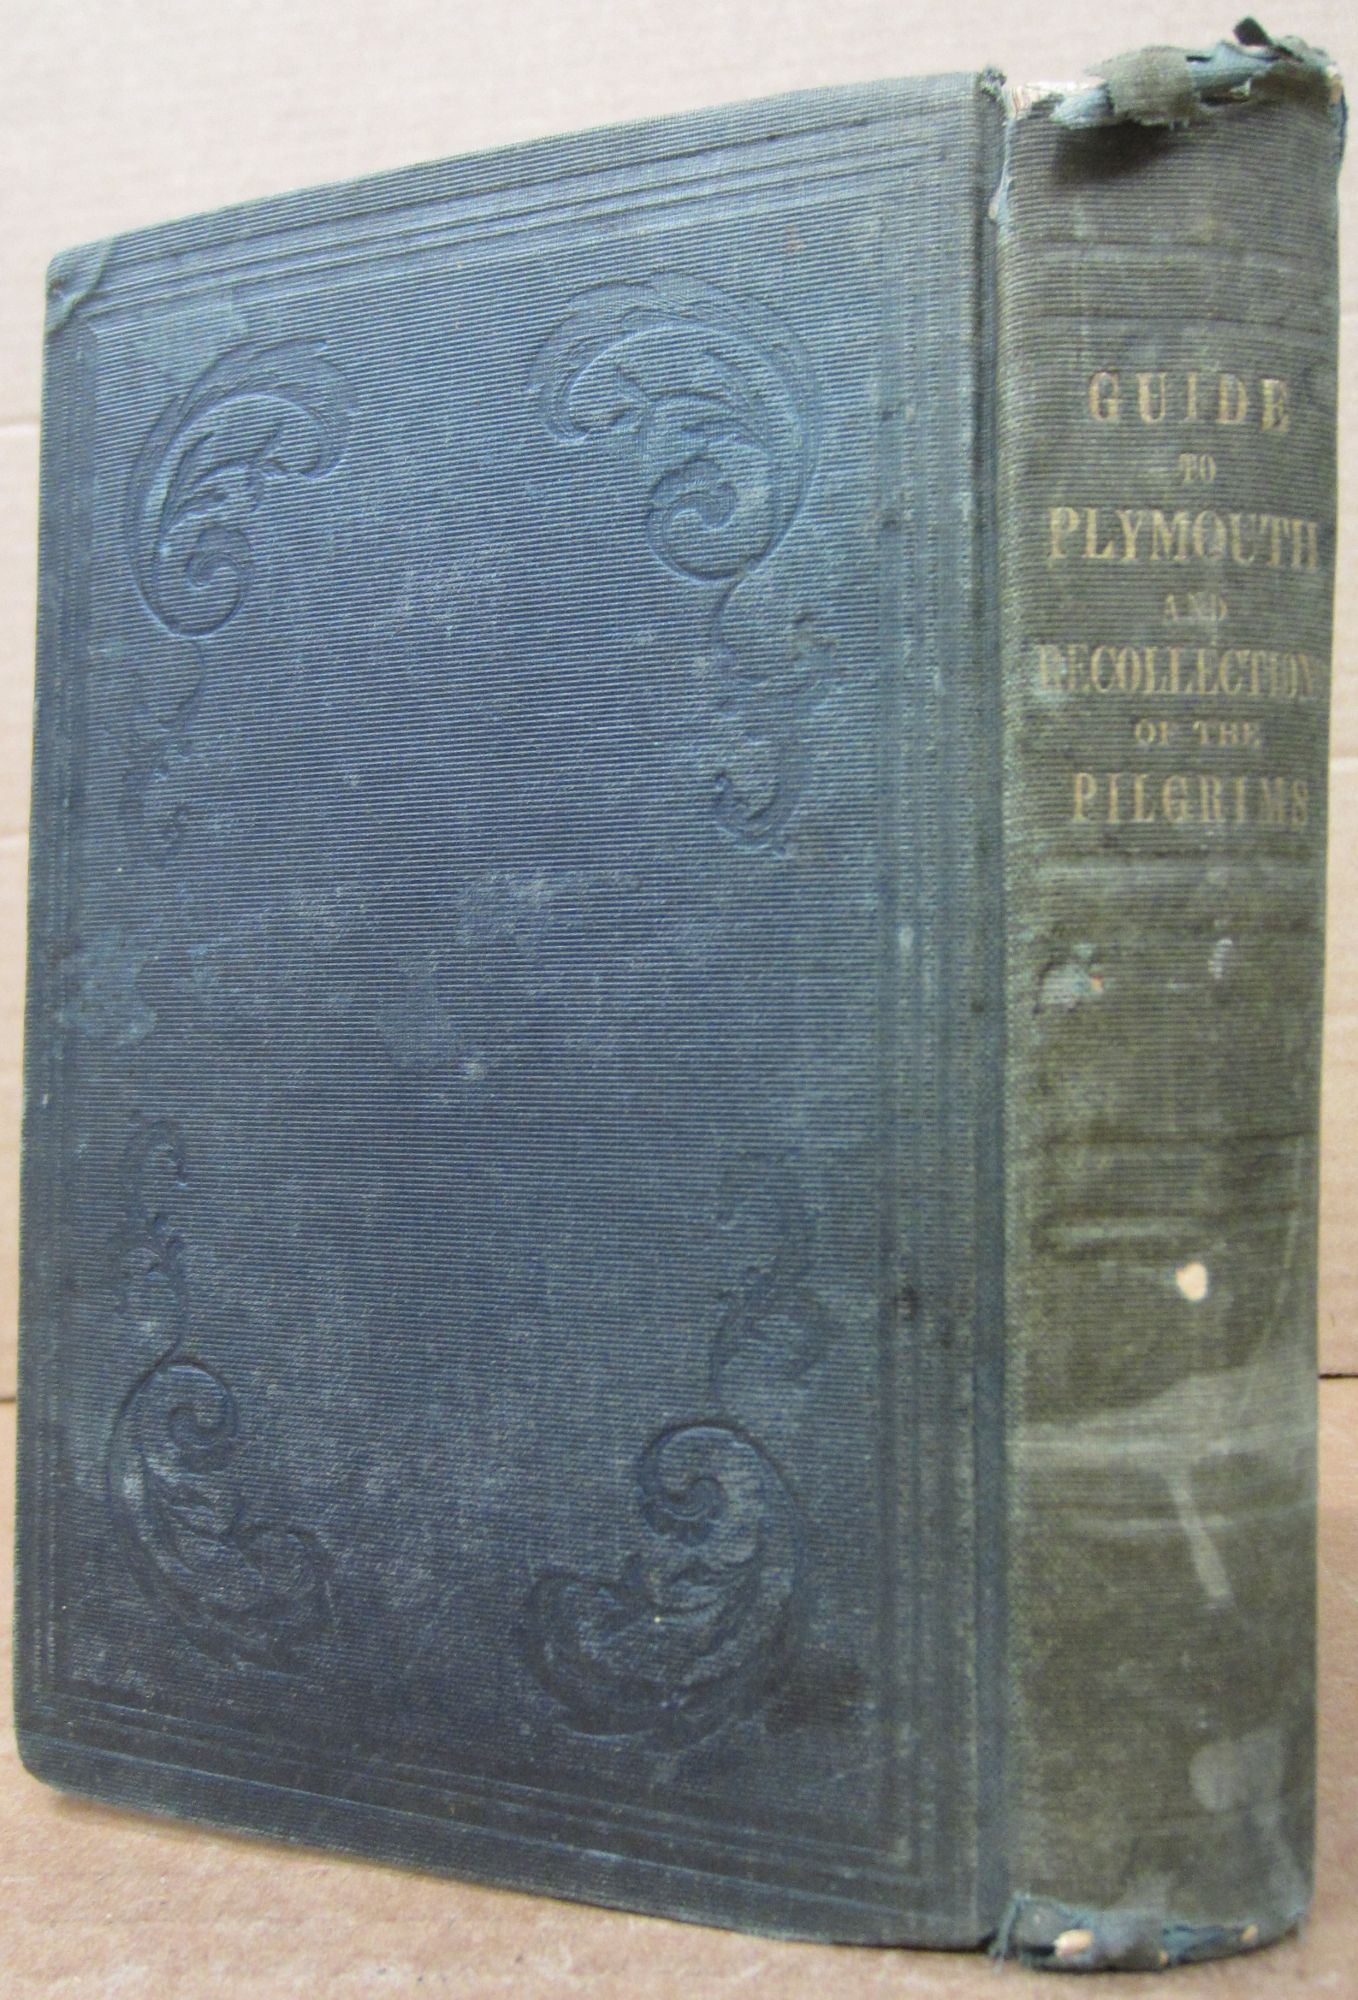 GUIDE
TO
PLYMOUTH
AND
RECOLLECTIONS
OF THE
PILGRIMS